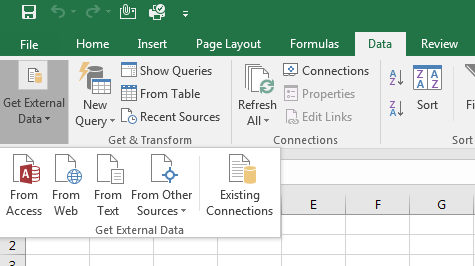 File Home Insert Page Layout Formulas Data Review
Get External
Data
New
Query
Show Queries
From Table
Recent Sources
Get & Transform
Refresh
All
Connections
Properties
Edit Links
Connections
A
Z
Z
A
Z A
A Z
Sort
Sort
From
Access
From
Web
From
Text
From Other
Sources
Existing
Connections
Get External Data
E F G
2
3